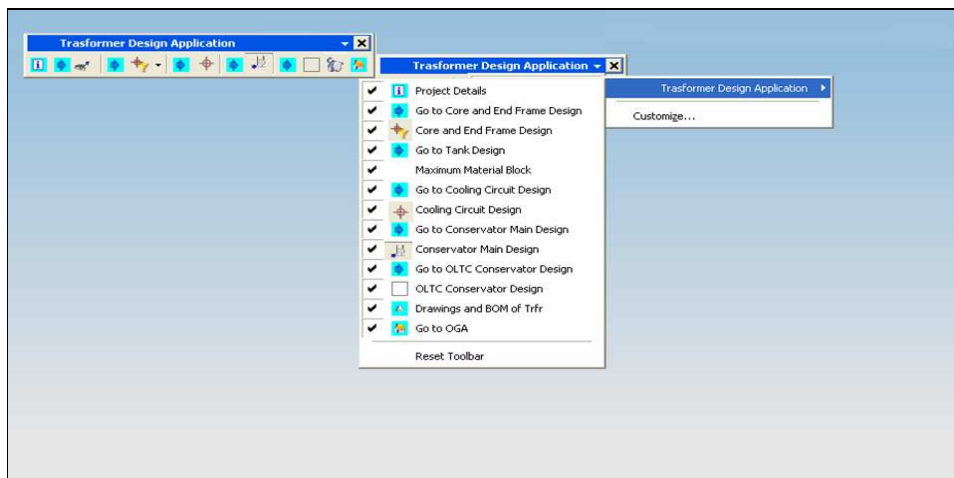 Trasformer Design Application
Trasformer Design Application
Trasformer Design Application
Customize...
Project Details
Go to Core and End Frame Design
Core and End Frame Design
Go to Tank Design
Maximum Material Block
Go to Cooling Circuit Design
Cooling Circuit Design
Go to Conservator Main Design
Conservator Main Design
Go to OLTC Conservator Design
OLTC Conservator Design
Drawings and BOM of Trfr
Go to OGA
Reset Toolbar